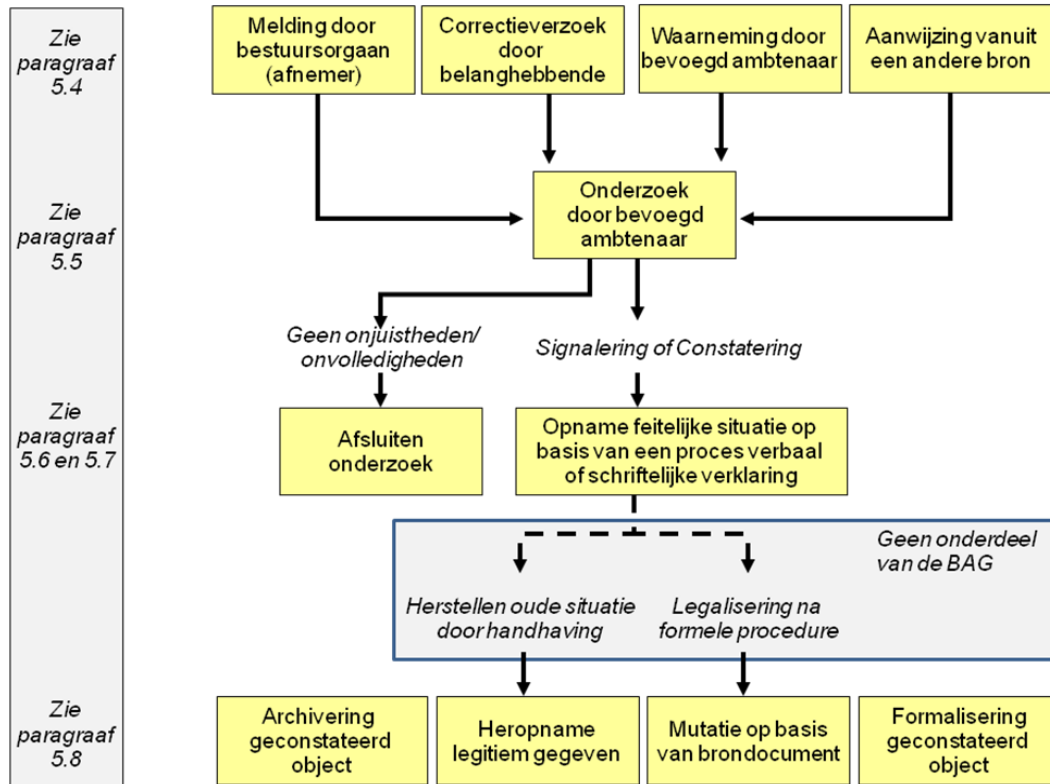 Zie
paragraaf
5.4
Melding door
bestuursorgaan
(afnemer)
Correctieverzoek
door
belanghebbende
Waarneming door
bevoegd ambtenaar
Aanwijzing vanuit
een andere bron
Zie
paragraaf
5.5
Onderzoek
door bevoegd
ambtenaar
Geen onjuistheden/
onvolledigheden
Signalering of Constatering
Zie
paragraaf
5.6 en 5.7
Afsluiten
onderzoek
Opname feitelijke situatie op
basis van een proces verbaal
of schriftelijke verklaring
Geen onderdeel
van de BAG
Herstellen oude situatie
door handhaving
Legalisering na
formele procedure
Zie
paragraaf
5.8
Archivering
geconstateerd
object
Heropname
legitiem gegeven
Mutatie op basis
van brondocument
Formalisering
geconstateerd
object